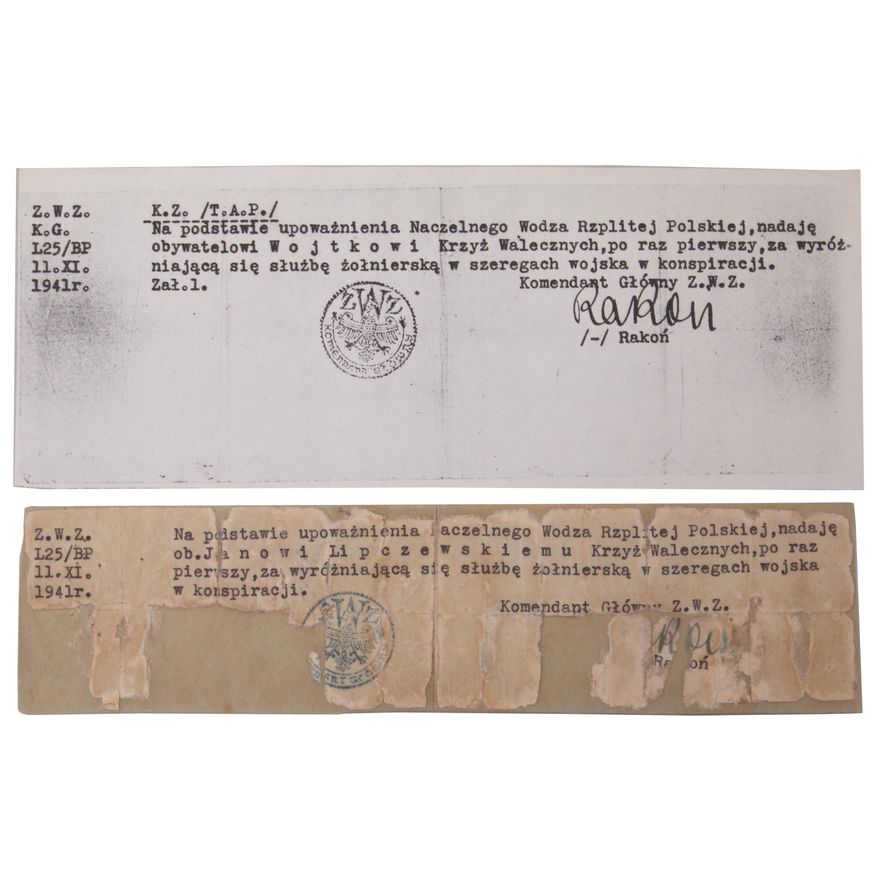 Z.W.Z. K.Z. /T.A.P./
K.G. Na podstawie upoważnienia Naczelnego Wodza Rzplitej Polskiej,nadaję
L25/BP obywatelowi W o j t k o w i Krzyż Walecznych,po raz pierwszy,za wyróż-
11.XI. niającą się służbę żołnierską w szeregach wojska w konspiracji.
1941r. Zał.1. Komendant Główny Z.W.Z.
ZWZ
Rakoń
/-/ Rakoń
Z.W.Z. Na podstawie upoważnienia Naczelnego Wodza Rzplitej Polskiej,nadaję
L25/BP ob.J a n o w i L i p c z e w s k i e m u Krzyż Walecznych,po raz
11.XI. pierwszy,za wyróżniającą się służbę żołnierską w szeregach wojska
1941r. w konspiracji.
Komendant Główny Z.W.Z.
ZWZ
Rakoń